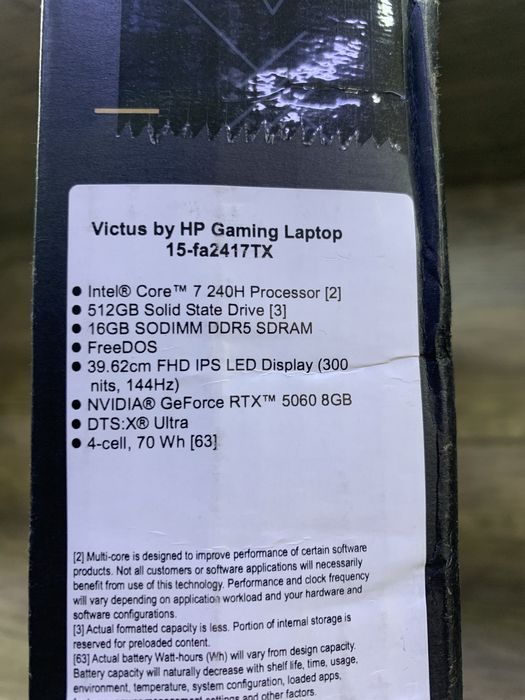 Victus by HP Gaming Laptop
15-fa2417TX
● Intel® Core™ 7 240H Processor [2]
● 512GB Solid State Drive [3]
● 16GB SODIMM DDR5 SDRAM
● FreeDOS
● 39.62cm FHD IPS LED Display (300
nits, 144Hz)
● NVIDIA® GeForce RTX™ 5060 8GB
● DTS:X® Ultra
● 4-cell, 70 Wh [63]
[2] Multi-core is designed to improve performance of certain software
products. Not all customers or software applications will necessarily
benefit from use of this technology. Performance and clock frequency
will vary depending on application workload and your hardware and
software configurations.
[3] Actual formatted capacity is less. Portion of internal storage is
reserved for preloaded content.
[63] Actual battery Watt-hours (Wh) will vary from design capacity.
Battery capacity will naturally decrease with shelf life, time, usage,
environment, temperature, system configuration, loaded apps,
settings and other factors.